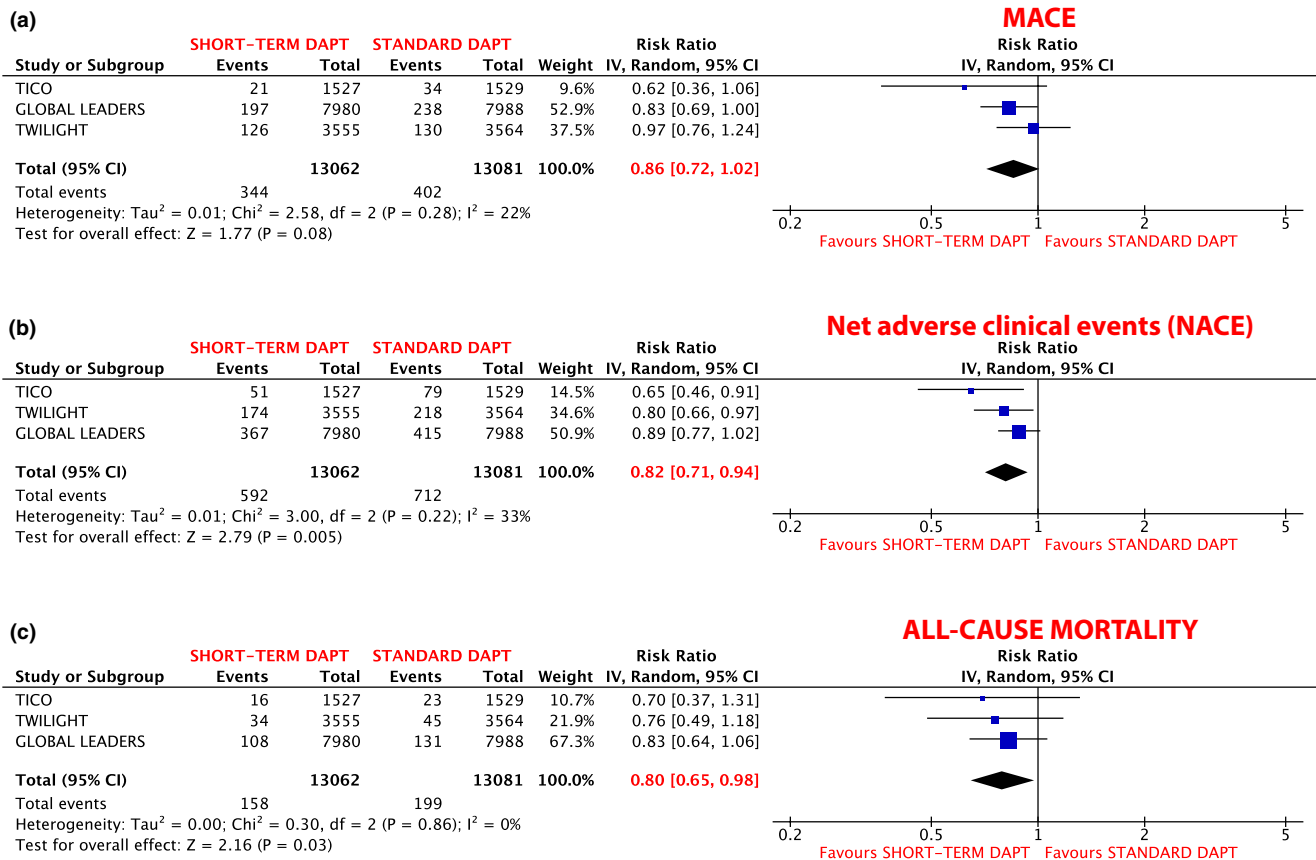 (a)
MACE
SHORT-TERM DAPT STANDARD DAPT Risk Ratio Risk Ratio
Study or Subgroup Events Total Events Total Weight IV, Random, 95% CI IV, Random, 95% CI
TICO 21 1527 34 1529 9.6% 0.62 [0.36, 1.06]
GLOBAL LEADERS 197 7980 238 7988 52.9% 0.83 [0.69, 1.00]
TWILIGHT 126 3555 130 3564 37.5% 0.97 [0.76, 1.24]
Total (95% CI) 13062 13081 100.0% 0.86 [0.72, 1.02]
Total events 344 402
Heterogeneity: Tau² = 0.01; Chi² = 2.58, df = 2 (P = 0.28); I² = 22%
Test for overall effect: Z = 1.77 (P = 0.08)
0.2 0.5 1 2 5
Favours SHORT-TERM DAPT Favours STANDARD DAPT
(b)
Net adverse clinical events (NACE)
SHORT-TERM DAPT STANDARD DAPT Risk Ratio Risk Ratio
Study or Subgroup Events Total Events Total Weight IV, Random, 95% CI IV, Random, 95% CI
TICO 51 1527 79 1529 14.5% 0.65 [0.46, 0.91]
TWILIGHT 174 3555 218 3564 34.6% 0.80 [0.66, 0.97]
GLOBAL LEADERS 367 7980 415 7988 50.9% 0.89 [0.77, 1.02]
Total (95% CI) 13062 13081 100.0% 0.82 [0.71, 0.94]
Total events 592 712
Heterogeneity: Tau² = 0.01; Chi² = 3.00, df = 2 (P = 0.22); I² = 33%
Test for overall effect: Z = 2.79 (P = 0.005)
0.2 0.5 1 2 5
Favours SHORT-TERM DAPT Favours STANDARD DAPT
(c)
ALL-CAUSE MORTALITY
SHORT-TERM DAPT STANDARD DAPT Risk Ratio Risk Ratio
Study or Subgroup Events Total Events Total Weight IV, Random, 95% CI IV, Random, 95% CI
TICO 16 1527 23 1529 10.7% 0.70 [0.37, 1.31]
TWILIGHT 34 3555 45 3564 21.9% 0.76 [0.49, 1.18]
GLOBAL LEADERS 108 7980 131 7988 67.3% 0.83 [0.64, 1.06]
Total (95% CI) 13062 13081 100.0% 0.80 [0.65, 0.98]
Total events 158 199
Heterogeneity: Tau² = 0.00; Chi² = 0.30, df = 2 (P = 0.86); I² = 0%
Test for overall effect: Z = 2.16 (P = 0.03)
0.2 0.5 1 2 5
Favours SHORT-TERM DAPT Favours STANDARD DAPT